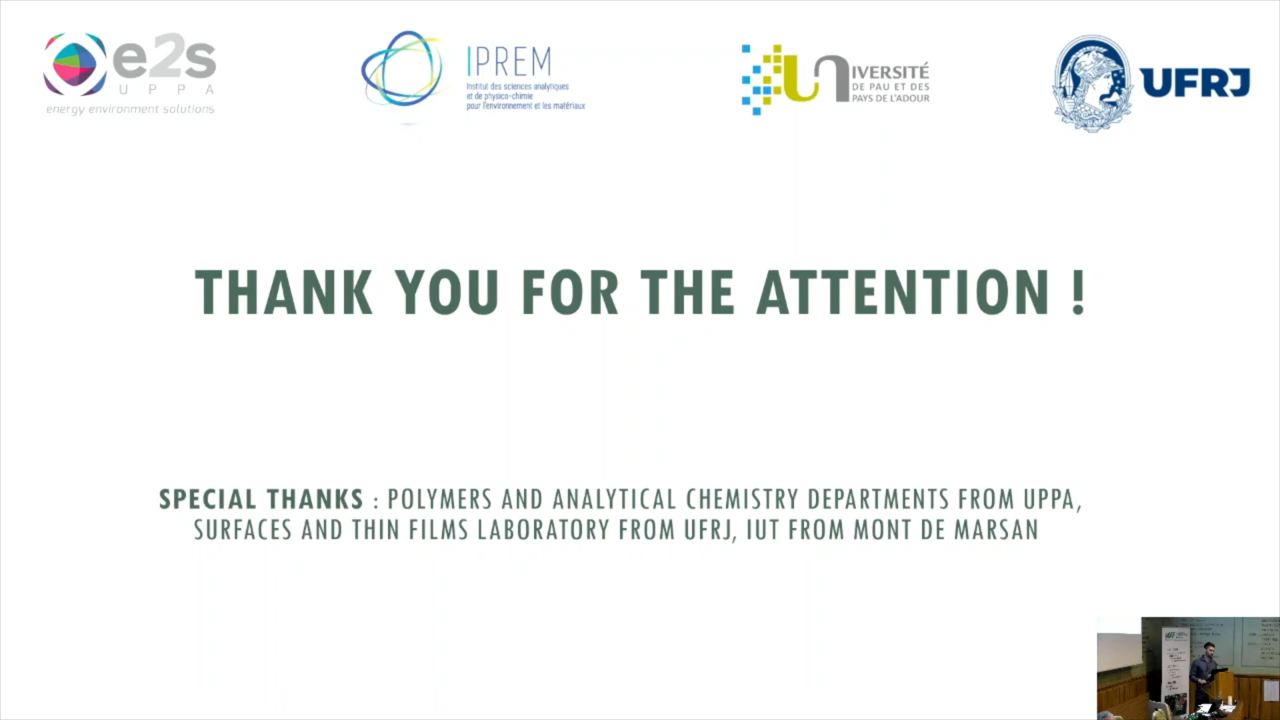 e2s
UPPA
energy environment solutions
IPREM
Institut des sciences analytiques
et de physico-chimie
pour l'environnement et les matériaux
UNIVERSITÉ
DE PAU ET DES
PAYS DE L'ADOUR
UFRJ
THANK YOU FOR THE ATTENTION !
SPECIAL THANKS : POLYMERS AND ANALYTICAL CHEMISTRY DEPARTMENTS FROM UPPA,
SURFACES AND THIN FILMS LABORATORY FROM UFRJ, IUT FROM MONT DE MARSAN